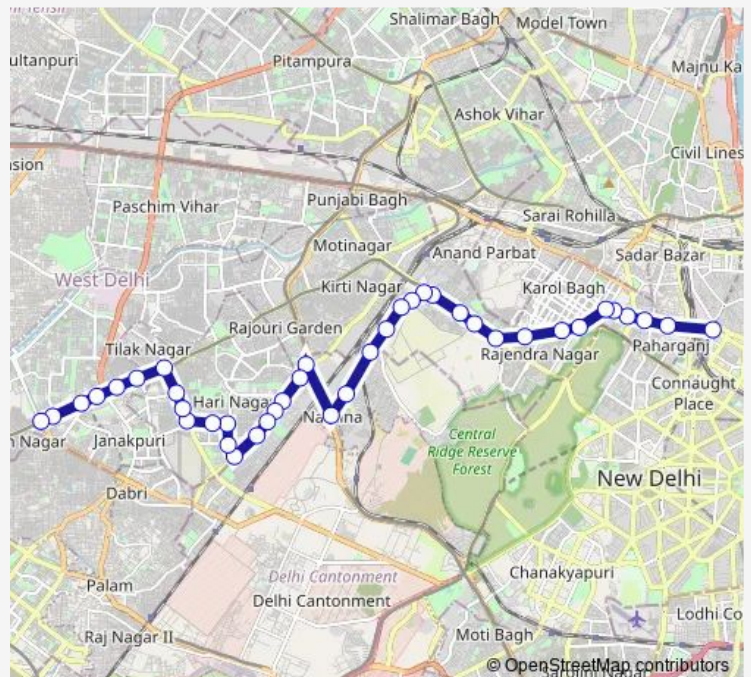 Shalimar Bagh
Model Town
ultanpuri
Pitampura
Majnu Ka
Ashok Vihar
Civil Lines
nsion
Punjabi Bagh
Paschim Vihar
Sarai Rohilla
Motinagar
Anand Parbat
Sadar Bazar
West Delhi
Kirti Nagar
Karol Bagh
Rajouri Garden
Tilak Nagar
Rajendra Nagar
Paharganj
Connaught
Place
Hari Naga
n Nagar
Janakpuri
Central
Ridge Reserve
Forest
New Delhi
Dabri
Palam
Delhi Cantonment
Delhi Cantonment
Chanakyapuri
Lodhi Co
Raj Nagar II
Moti Bagh
© OpenStreetMap contributors